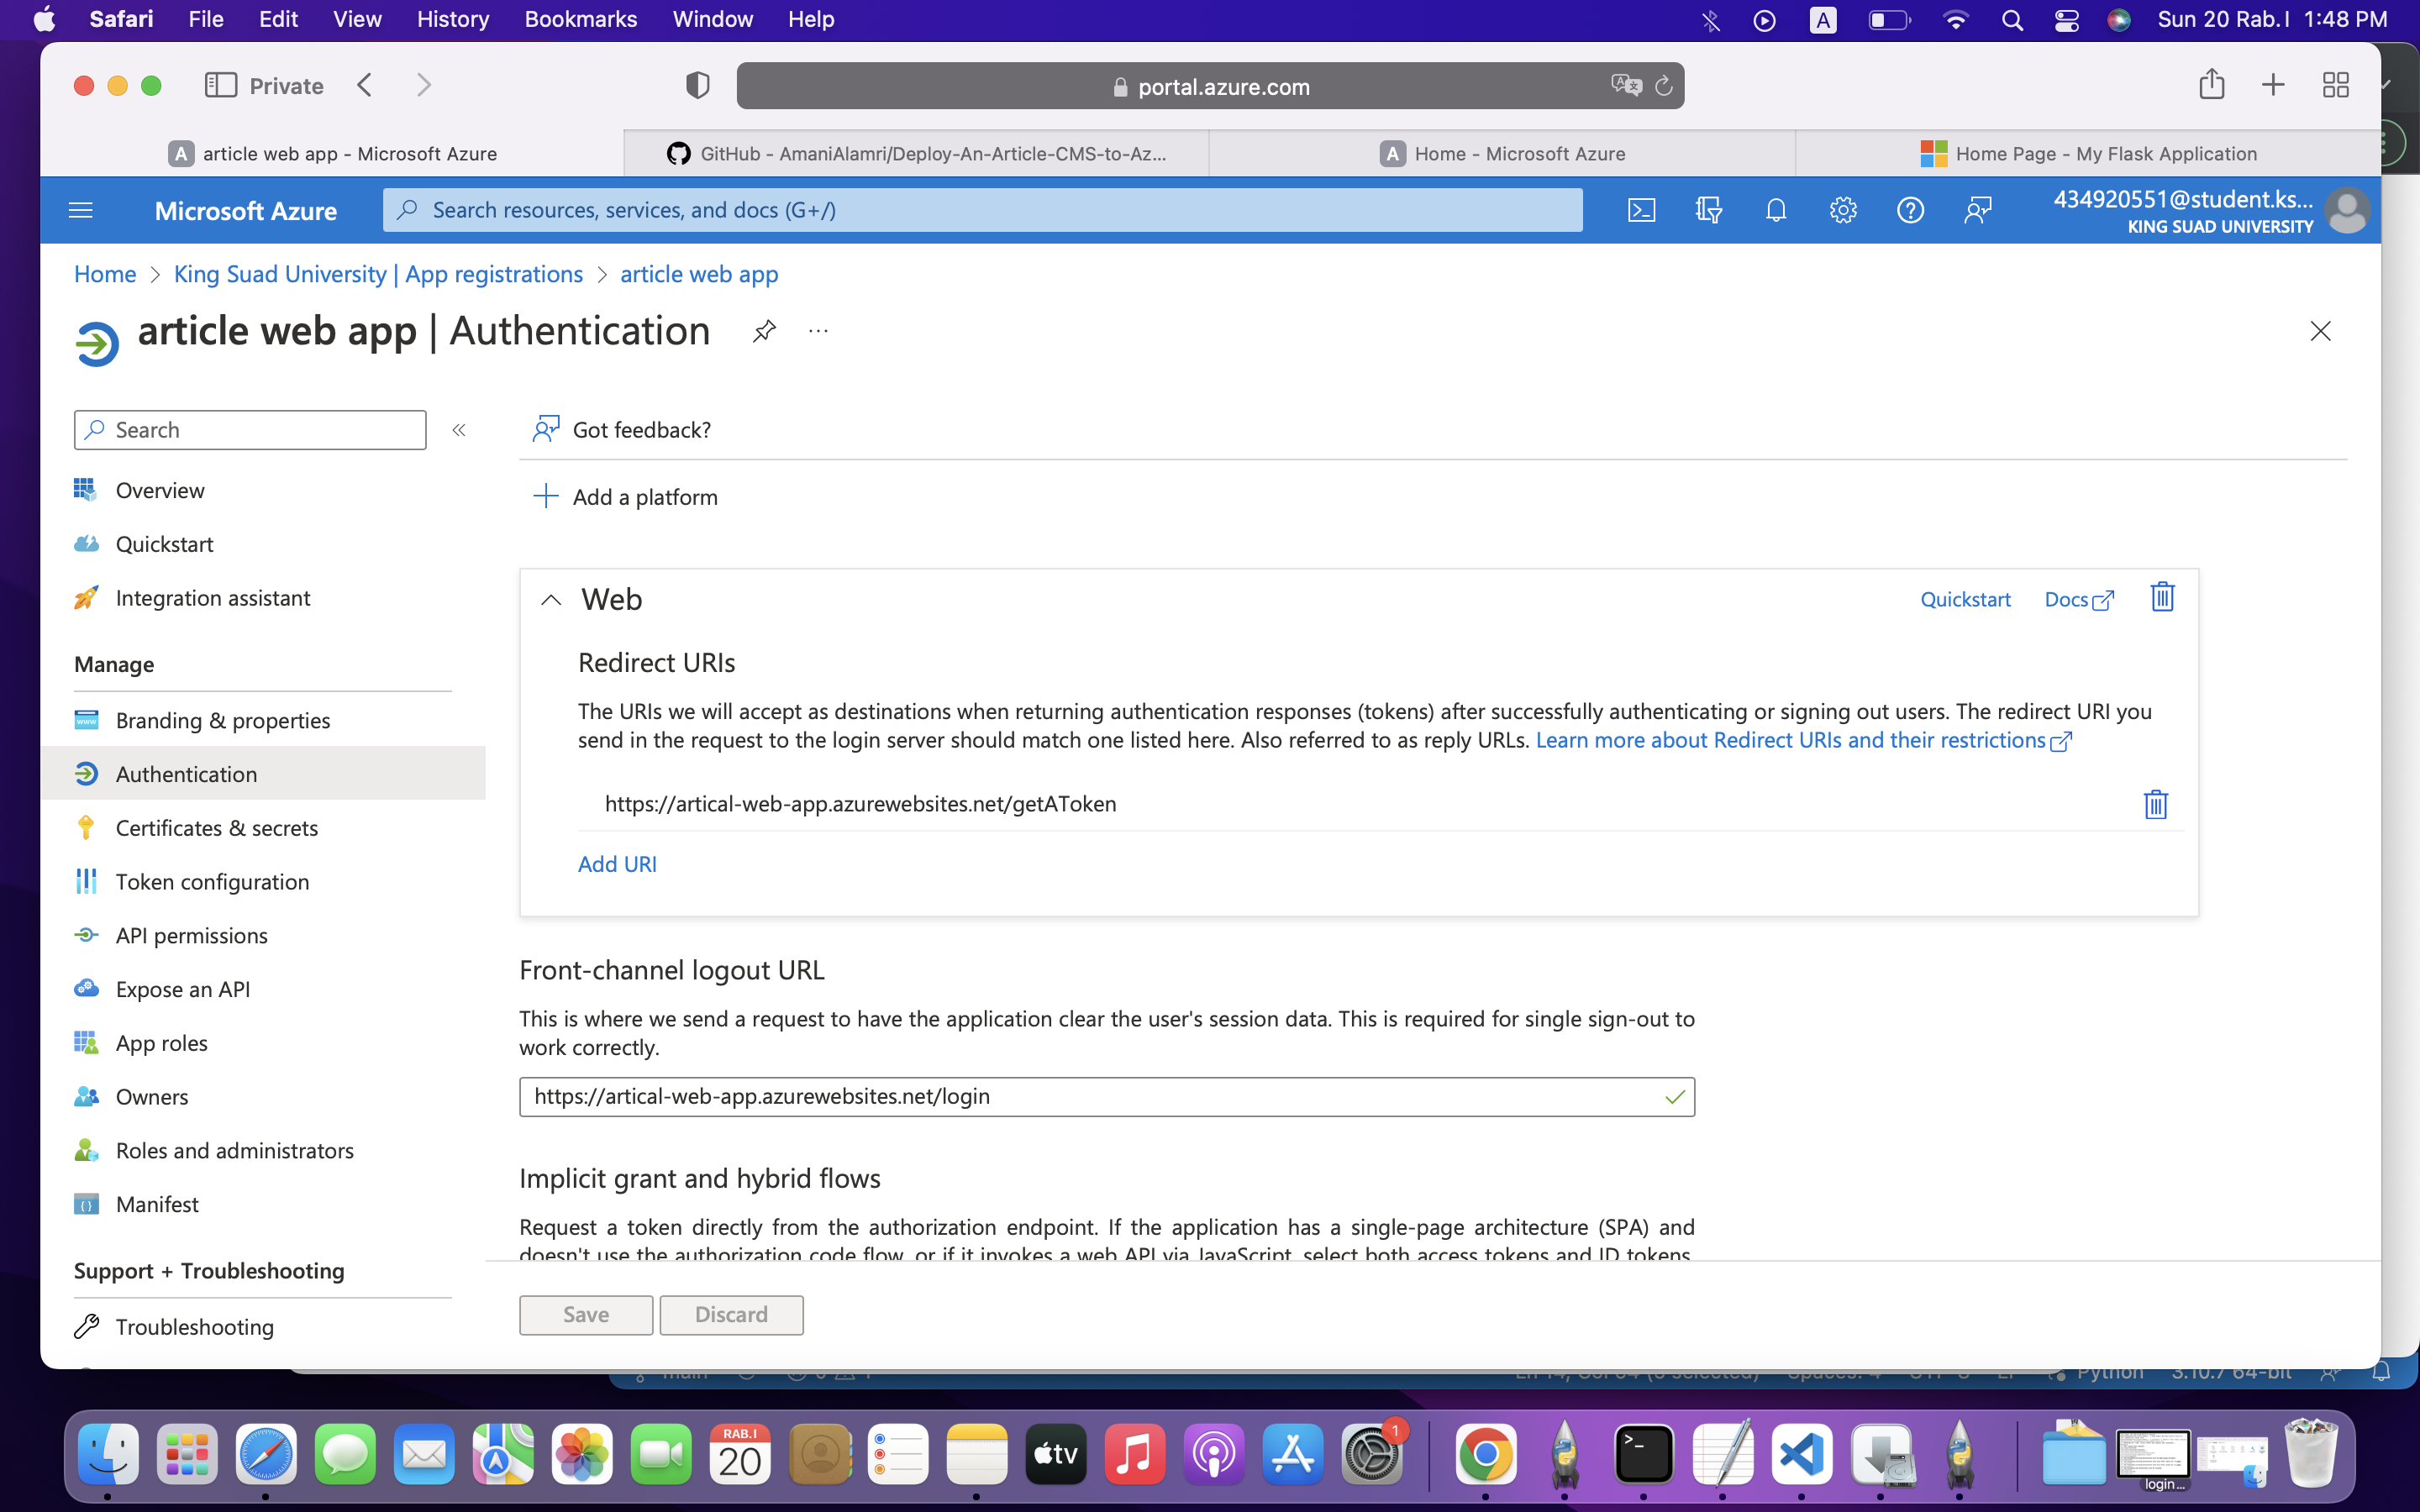 Safari File Edit View History Bookmarks Window Help
A
Sun 20 Rab.I 1:48 PM
Private
portal.azure.com
A article web app - Microsoft Azure
GitHub - AmaniAlamri/Deploy-An-Article-CMS-to-Az...
A Home - Microsoft Azure
Home Page - My Flask Application
Microsoft Azure
Search resources, services, and docs (G+/)
434920551@student.ks...
KING SUAD UNIVERSITY
Home > King Suad University | App registrations > article web app
article web app | Authentication
Search
«
Overview
Quickstart
Integration assistant
Manage
Branding & properties
Authentication
Certificates & secrets
Token configuration
API permissions
Expose an API
App roles
Owners
Roles and administrators
Manifest
Support + Troubleshooting
Troubleshooting
Got feedback?
Add a platform
Web
Quickstart
Docs
Redirect URIs
The URIs we will accept as destinations when returning authentication responses (tokens) after successfully authenticating or signing out users. The redirect URI you
send in the request to the login server should match one listed here. Also referred to as reply URLs. Learn more about Redirect URIs and their restrictions
https://artical-web-app.azurewebsites.net/getAToken
Add URI
Front-channel logout URL
This is where we send a request to have the application clear the user's session data. This is required for single sign-out to
work correctly.
https://artical-web-app.azurewebsites.net/login
Implicit grant and hybrid flows
Request a token directly from the authorization endpoint. If the application has a single-page architecture (SPA) and
doesn't use the authorization code flow, or if it invokes a web API via JavaScript, select both access tokens and ID tokens.
Save
Discard
main
Python 3.10.7 64-bit
RAB.I
20
tv
1
login...